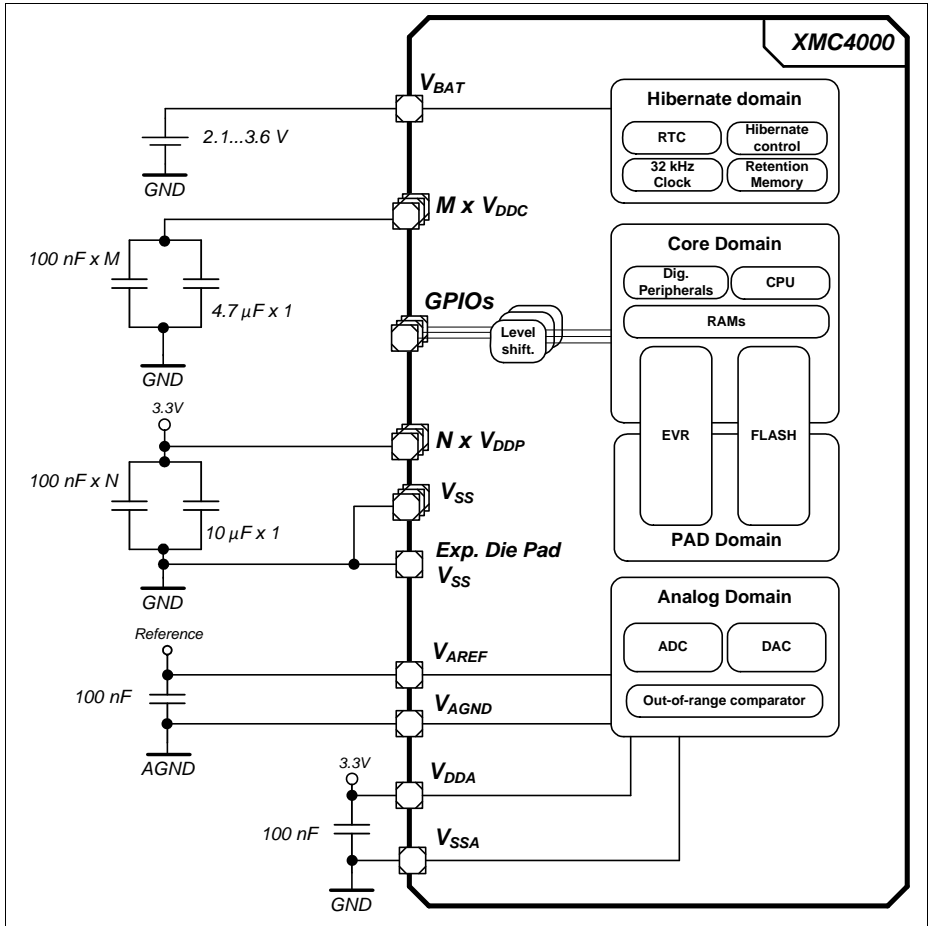 XMC4000
VBAT
2.1...3.6 V
GND
Hibernate domain
RTC
Hibernate
control
32 kHz
Clock
Retention
Memory
M x VDDC
100 nF x M
4.7 µF x 1
GND
Core Domain
Dig.
Peripherals
CPU
RAMs
GPIOs
Level
shift.
EVR
FLASH
PAD Domain
3.3V
N x VDDP
100 nF x N
10 µF x 1
VSS
Exp. Die Pad
VSS
GND
Analog Domain
ADC
DAC
Out-of-range comparator
Reference
VAREF
100 nF
VAGND
AGND
3.3V
VDDA
100 nF
VSSA
GND